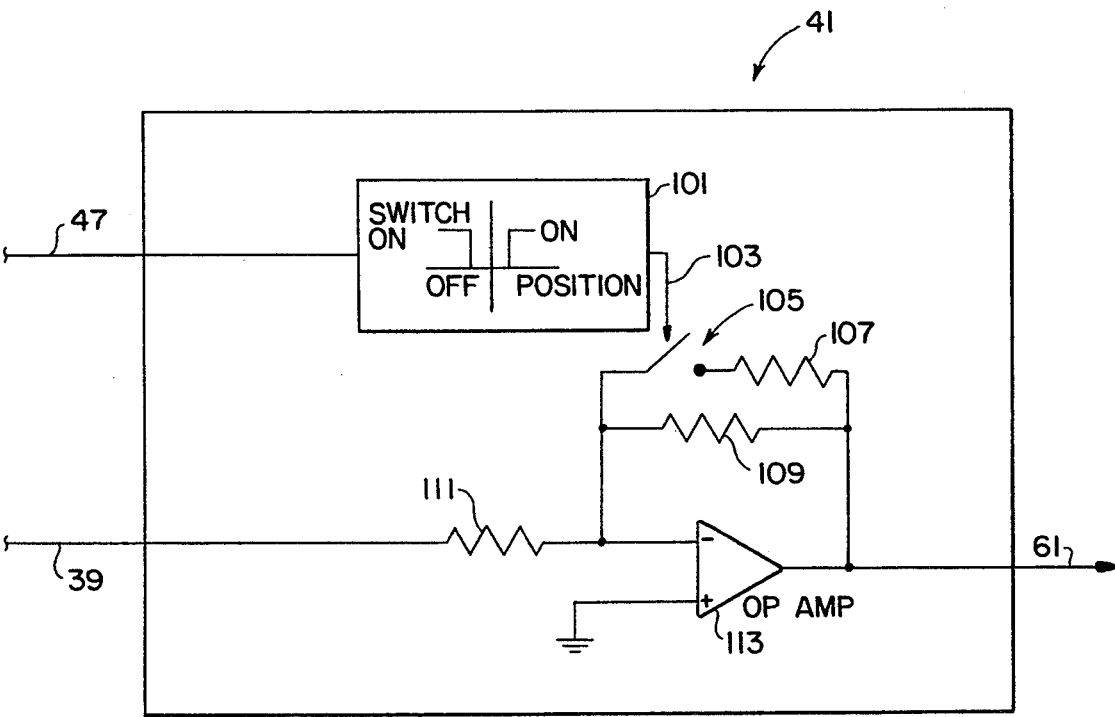 41
101
47
SWITCH
ON
ON
OFF
POSITION
103
105
107
109
111
39
-
+
OP AMP
113
61